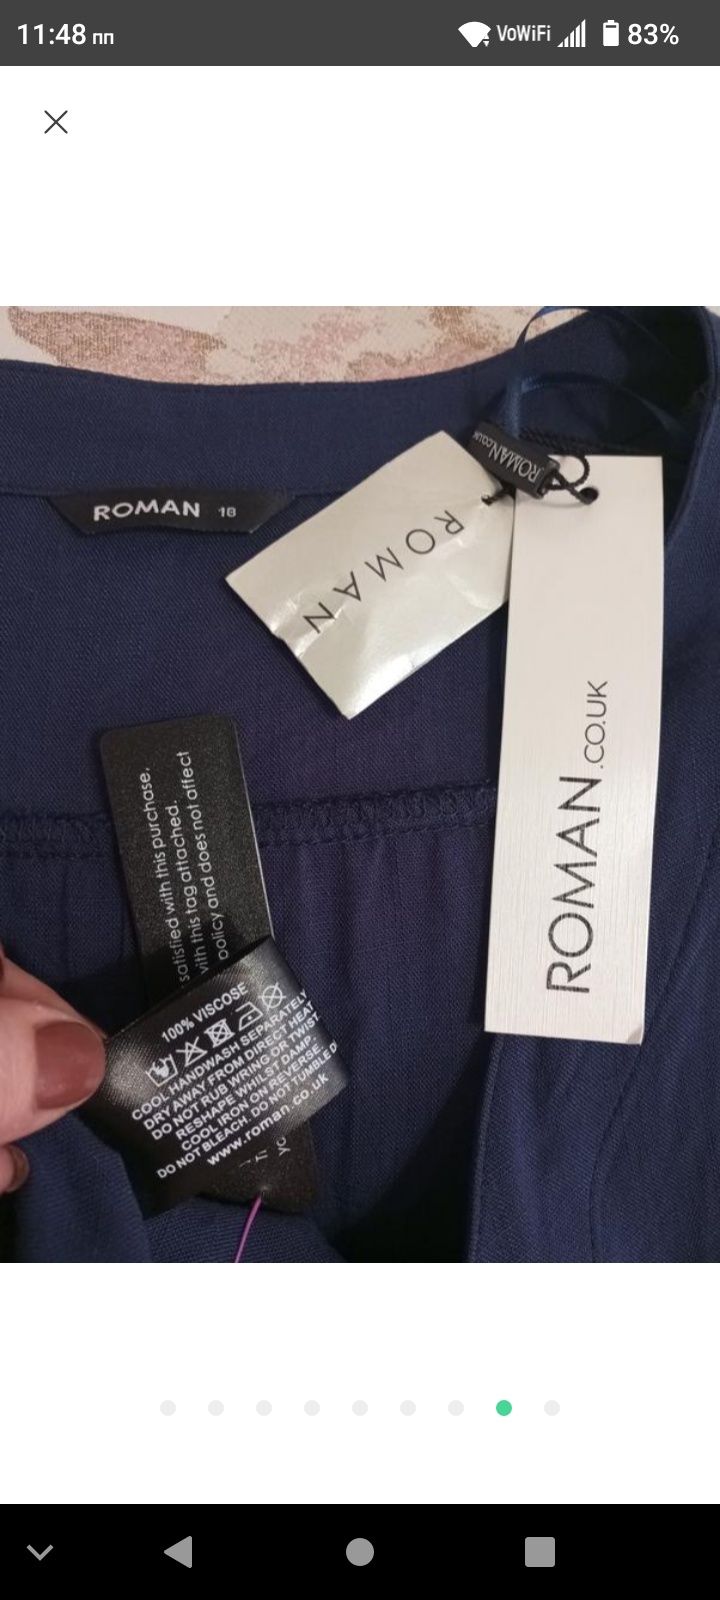 11:48 пп
VoWiFi
83%
ROMAN 18
ROMAN
ROMAN.CO.UK
ROMAN.CO.UK
satisfied with this purchase,
with this tag attached.
policy and does not affect
100% VISCOSE
COOL HANDWASH SEPARATELY
DRY AWAY FROM DIRECT HEAT
DO NOT RUB WRING OR TWIST.
RESHAPE WHILST DAMP.
COOL IRON ON REVERSE.
DO NOT BLEACH. DO NOT TUMBLE D
www.roman.co.uk